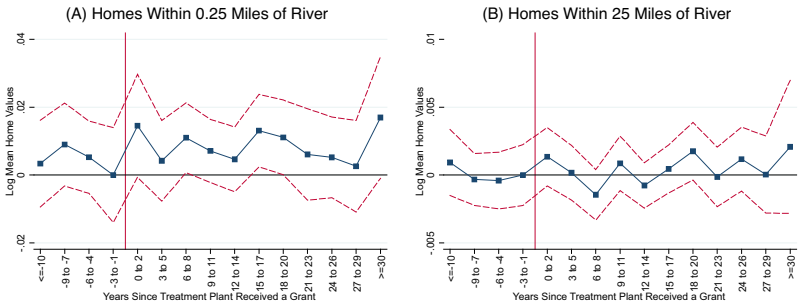 (A) Homes Within 0.25 Miles of River
Log Mean Home Values
.04
.02
0
-.02
<=-10
-9 to -7
-6 to -4
-3 to -1
0 to 2
3 to 5
6 to 8
9 to 11
12 to 14
15 to 17
18 to 20
21 to 23
24 to 26
27 to 29
>=30
Years Since Treatment Plant Received a Grant
(B) Homes Within 25 Miles of River
Log Mean Home Values
.01
.005
0
-.005
<=-10
-9 to -7
-6 to -4
-3 to -1
0 to 2
3 to 5
6 to 8
9 to 11
12 to 14
15 to 17
18 to 20
21 to 23
24 to 26
27 to 29
>=30
Years Since Treatment Plant Received a Grant